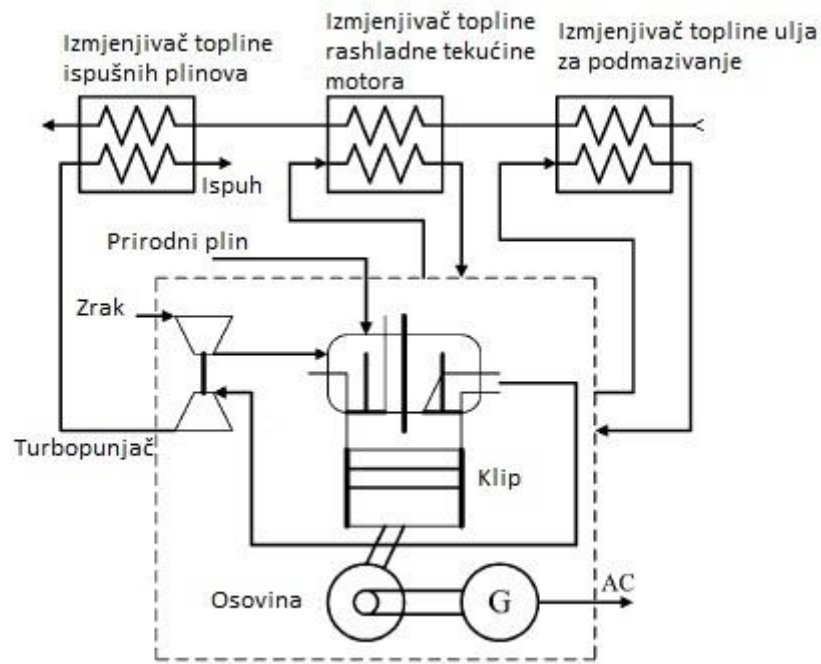 Izmjenjivač topline
ispušnih plinova
Izmjenjivač topline
rashladne tekućine
motora
Izmjenjivač topline ulja
za podmazivanje
Ispuh
Prirodni plin
Zrak
Turbopunjač
Klip
Osovina
G
AC